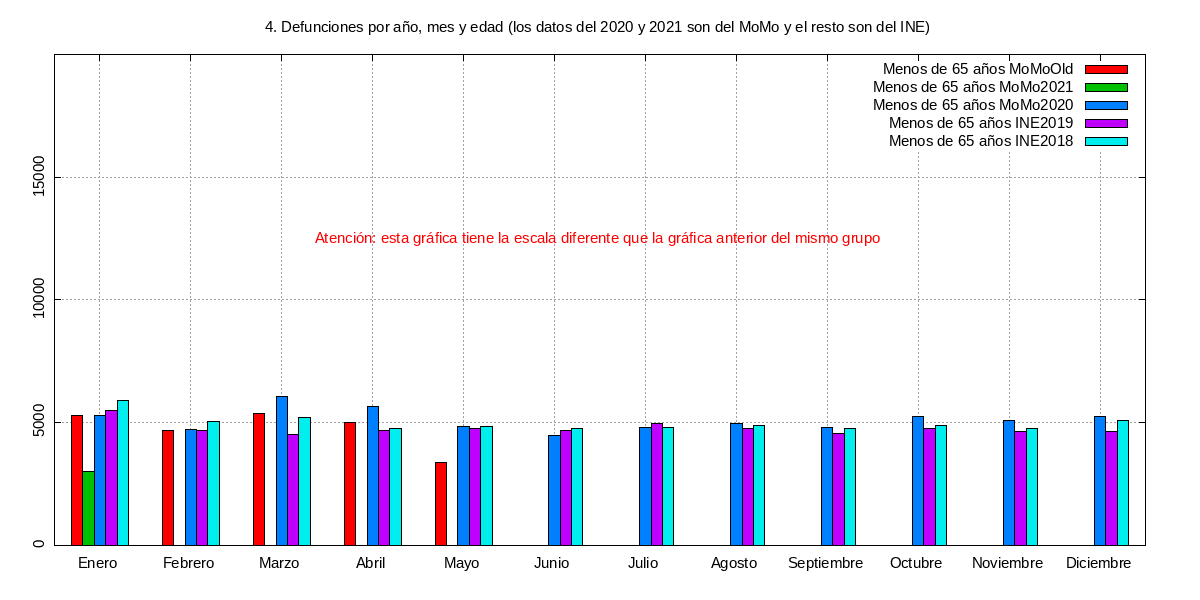 4. Defunciones por año, mes y edad (los datos del 2020 y 2021 son del MoMo y el resto son del INE)
Menos de 65 años MoMoOld
Menos de 65 años MoMo2021
Menos de 65 años MoMo2020
Menos de 65 años INE2019
Menos de 65 años INE2018
15000
Atención: esta gráfica tiene la escala diferente que la gráfica anterior del mismo grupo
10000
5000
0
Enero Febrero Marzo Abril Mayo Junio Julio Agosto Septiembre Octubre Noviembre Diciembre